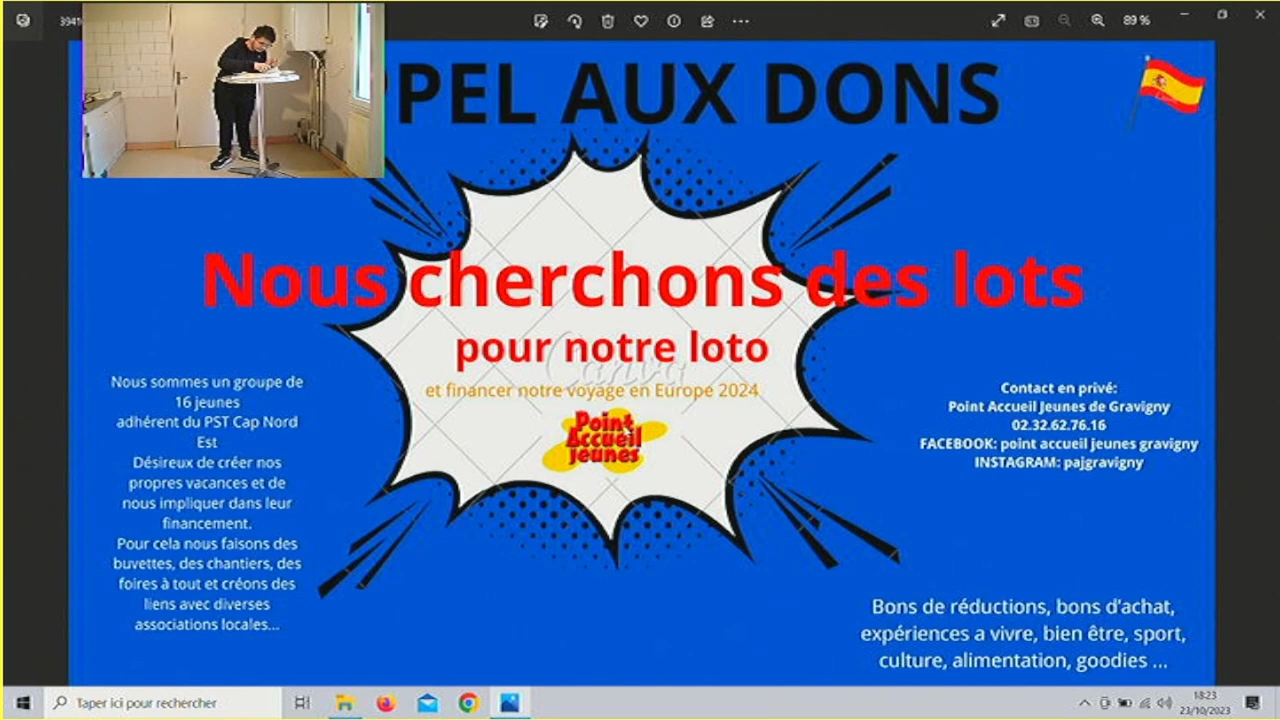 3941
89 %
PPEL AUX DONS
Nous cherchons des lots
pour notre loto
Canva
et financer notre voyage en Europe 2024
Point
Accueil
Jeunes
Nous sommes un groupe de
16 jeunes
adhérent du PST Cap Nord
Est
Désireux de créer nos
propres vacances et de
nous impliquer dans leur
financement.
Pour cela nous faisons des
buvettes, des chantiers, des
foires à tout et créons des
liens avec diverses
associations locales...
Contact en privé:
Point Accueil Jeunes de Gravigny
02.32.62.76.16
FACEBOOK: point accueil jeunes gravigny
INSTAGRAM: pajgravigny
Bons de réductions, bons d'achat,
expériences a vivre, bien être, sport,
culture, alimentation, goodies ...
Taper ici pour rechercher
18:23
23/10/2023